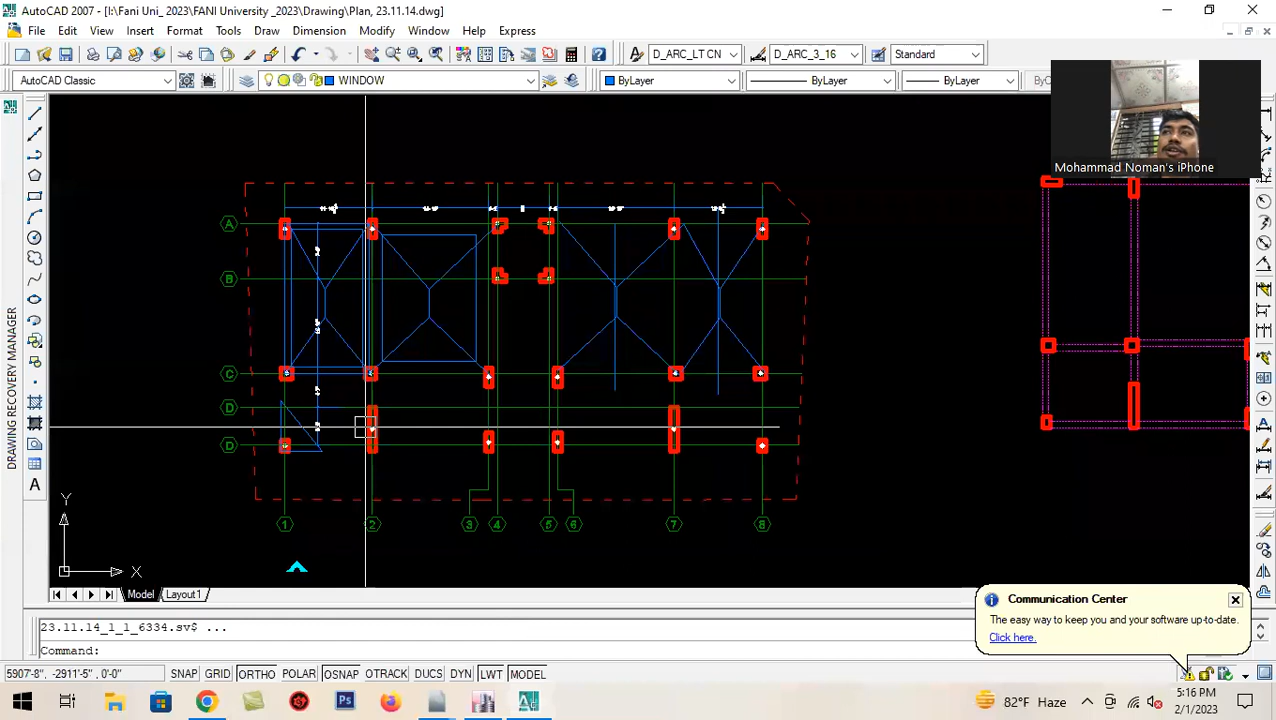 AutoCAD 2007 - [I:\Fani Uni_ 2023\FANI University _2023\Drawing\Plan, 23.11.14.dwg]
File Edit View Insert Format Tools Draw Dimension Modify Window Help Express
D_ARC_LT CN D_ARC_3_16 Standard
AutoCAD Classic WINDOW ByLayer ByLayer ByLayer
Mohammad Noman's iPhone
DRAWING RECOVERY MANAGER
A
B
C
D
D
1 2 3 4 5 6 7 8
Y
X
Model Layout1
Communication Center
The easy way to keep you and your software up-to-date.
Click here.
23.11.14_1_1_6334.sv$ ...
Command:
5907'-8", -2911'-5", 0'-0" SNAP GRID ORTHO POLAR OSNAP OTRACK DUCS DYN LWT MODEL
82°F Haze
5:16 PM
2/1/2023